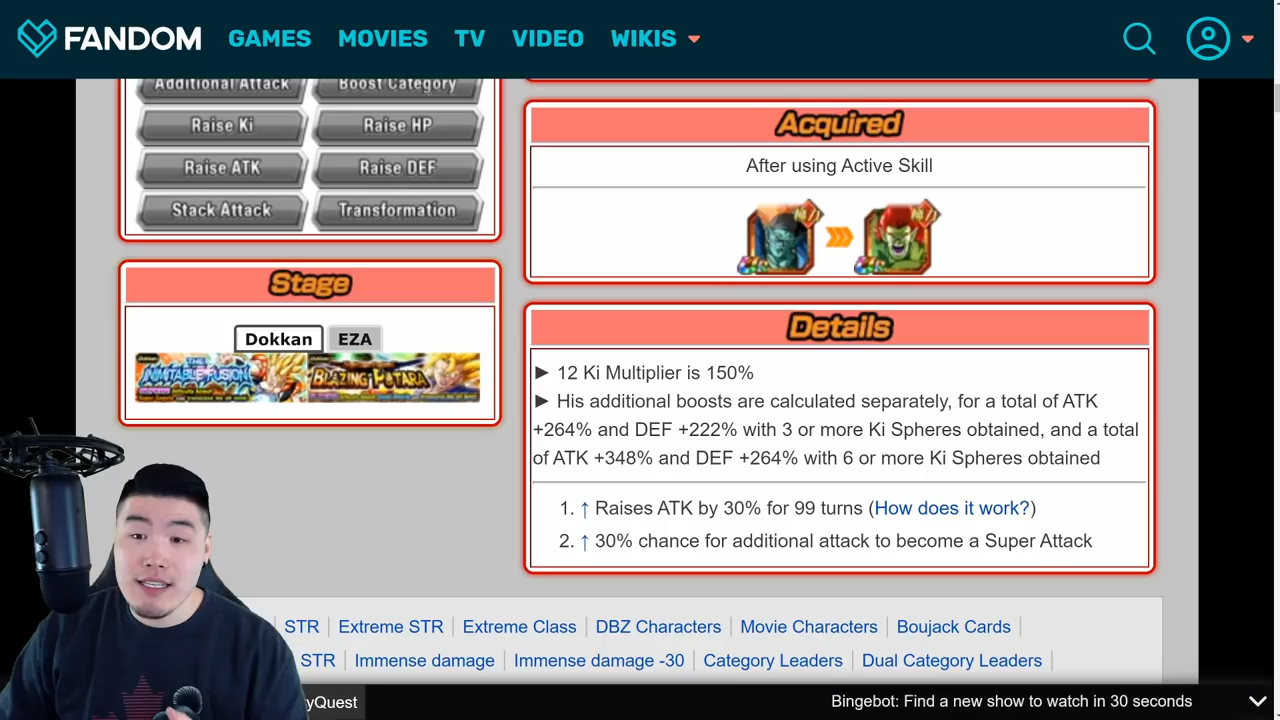 FANDOM GAMES MOVIES TV VIDEO WIKIS
Additional Attack Boost Category
Raise Ki Raise HP
Raise ATK Raise DEF
Stack Attack Transformation
Stage
Dokkan EZA
THE INIMITABLE FUSION
BLAZING POTARA
Acquired
After using Active Skill
Details
► 12 Ki Multiplier is 150%
► His additional boosts are calculated separately, for a total of ATK
+264% and DEF +222% with 3 or more Ki Spheres obtained, and a total
of ATK +348% and DEF +264% with 6 or more Ki Spheres obtained
1. ↑ Raises ATK by 30% for 99 turns (How does it work?)
2. ↑ 30% chance for additional attack to become a Super Attack
STR Extreme STR Extreme Class DBZ Characters Movie Characters Boujack Cards
STR Immense damage Immense damage -30 Category Leaders Dual Category Leaders
yQuest Bingebot: Find a new show to watch in 30 seconds